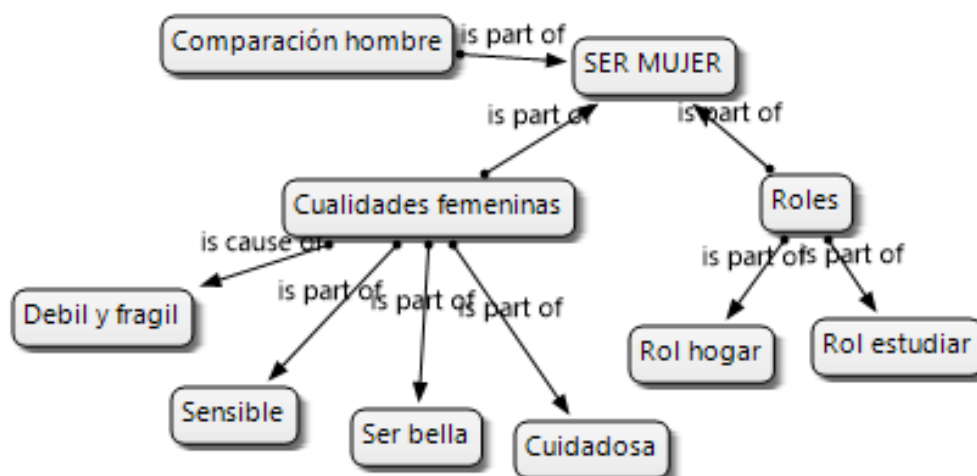 Comparación hombre
is part of
SER MUJER
is part of
is part of
Cualidades femeninas
Roles
is cause of
is part of
is part of
is part of
is part of
is part of
Debil y fragil
Rol hogar
Rol estudiar
Sensible
Ser bella
Cuidadosa